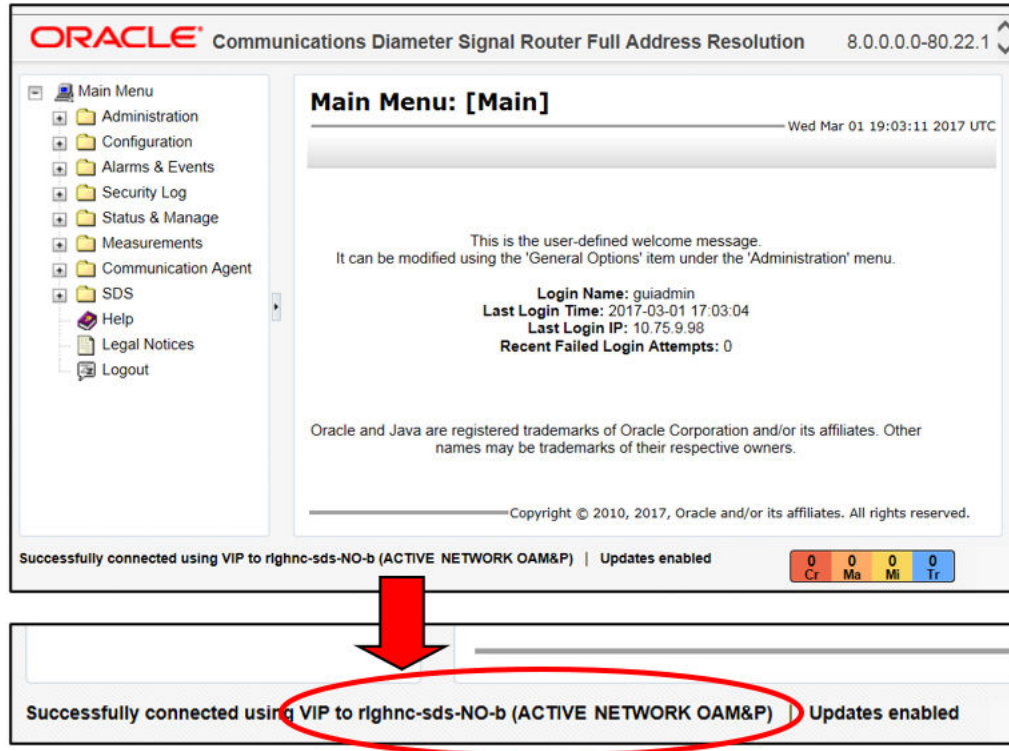 ORACLE® Communications Diameter Signal Router Full Address Resolution 8.0.0.0.0-80.22.1
Main Menu
Administration
Configuration
Alarms & Events
Security Log
Status & Manage
Measurements
Communication Agent
SDS
Help
Legal Notices
Logout
Main Menu: [Main]
Wed Mar 01 19:03:11 2017 UTC
This is the user-defined welcome message.
It can be modified using the 'General Options' item under the 'Administration' menu.
Login Name: guiadmin
Last Login Time: 2017-03-01 17:03:04
Last Login IP: 10.75.9.98
Recent Failed Login Attempts: 0
Oracle and Java are registered trademarks of Oracle Corporation and/or its affiliates. Other
names may be trademarks of their respective owners.
Copyright © 2010, 2017, Oracle and/or its affiliates. All rights reserved.
Successfully connected using VIP to rlghnc-sds-NO-b (ACTIVE NETWORK OAM&P) | Updates enabled
0 0 0 0
Cr Ma Mi Tr
Successfully connected using VIP to rlghnc-sds-NO-b (ACTIVE NETWORK OAM&P) | Updates enabled